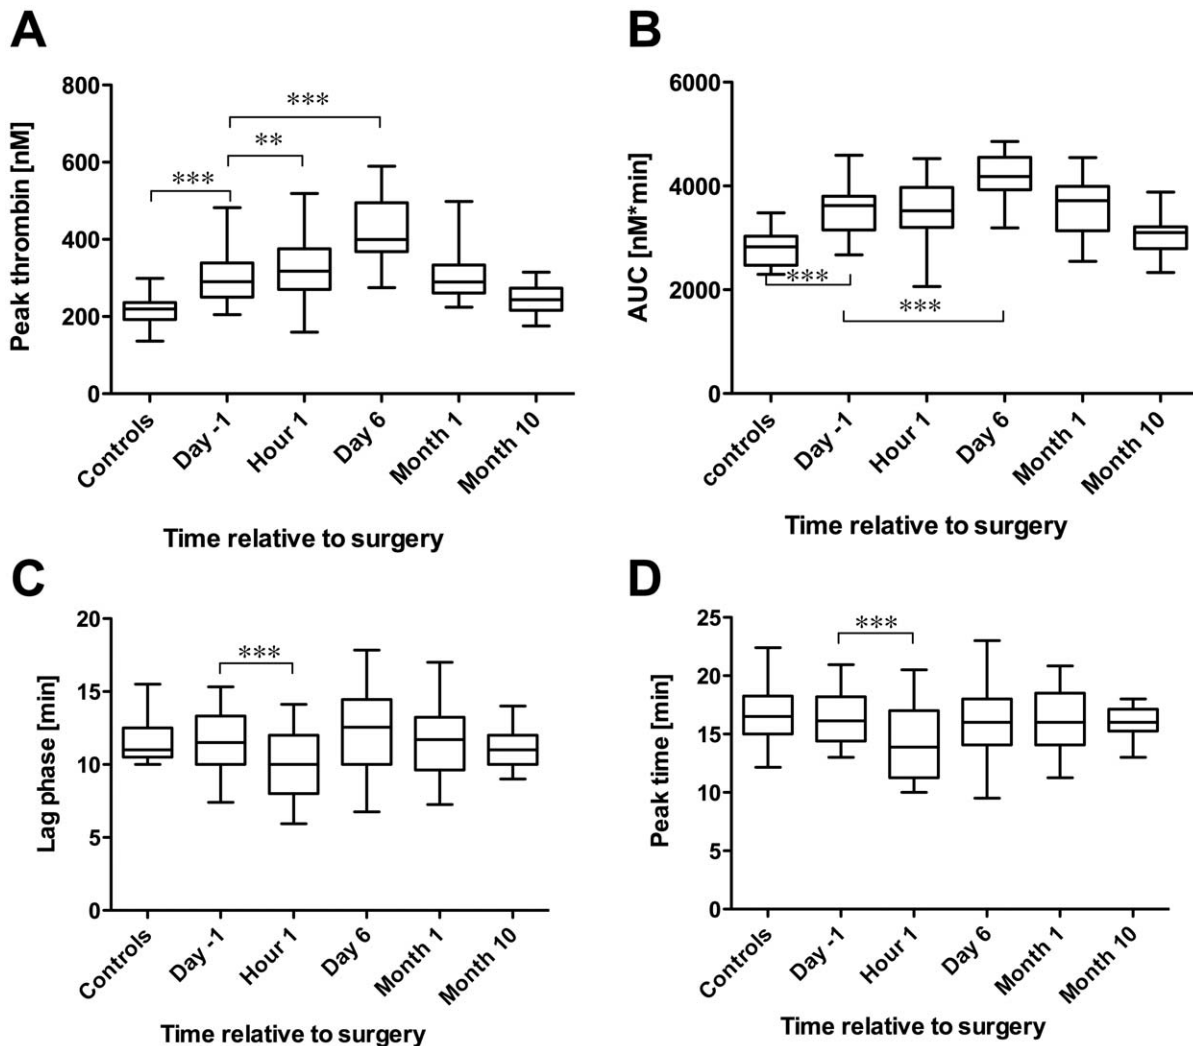 A
Peak thrombin [nM]
800
600
400
200
0
***
**
***
Controls
Day -1
Hour 1
Day 6
Month 1
Month 10
Time relative to surgery
B
AUC [nM*min]
6000
4000
2000
0
***
***
controls
Day -1
Hour 1
Day 6
Month 1
Month 10
Time relative to surgery
C
Lag phase [min]
20
15
10
5
0
***
Controls
Day -1
Hour 1
Day 6
Month 1
Month 10
Time relative to surgery
D
Peak time [min]
25
20
15
10
5
0
***
Controls
Day -1
Hour 1
Day 6
Month 1
Month 10
Time relative to surgery